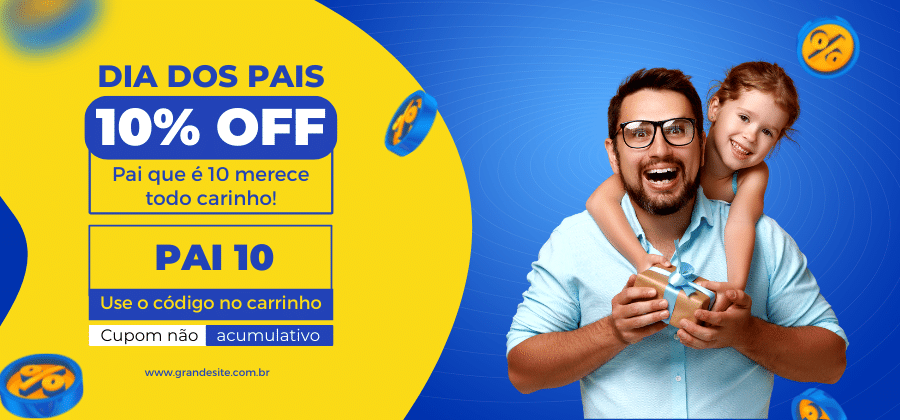 DIA DOS PAIS
10% OFF
Pai que é 10 merece
todo carinho!
PAI 10
Use o código no carrinho
Cupom não acumulativo
www.grandesite.com.br